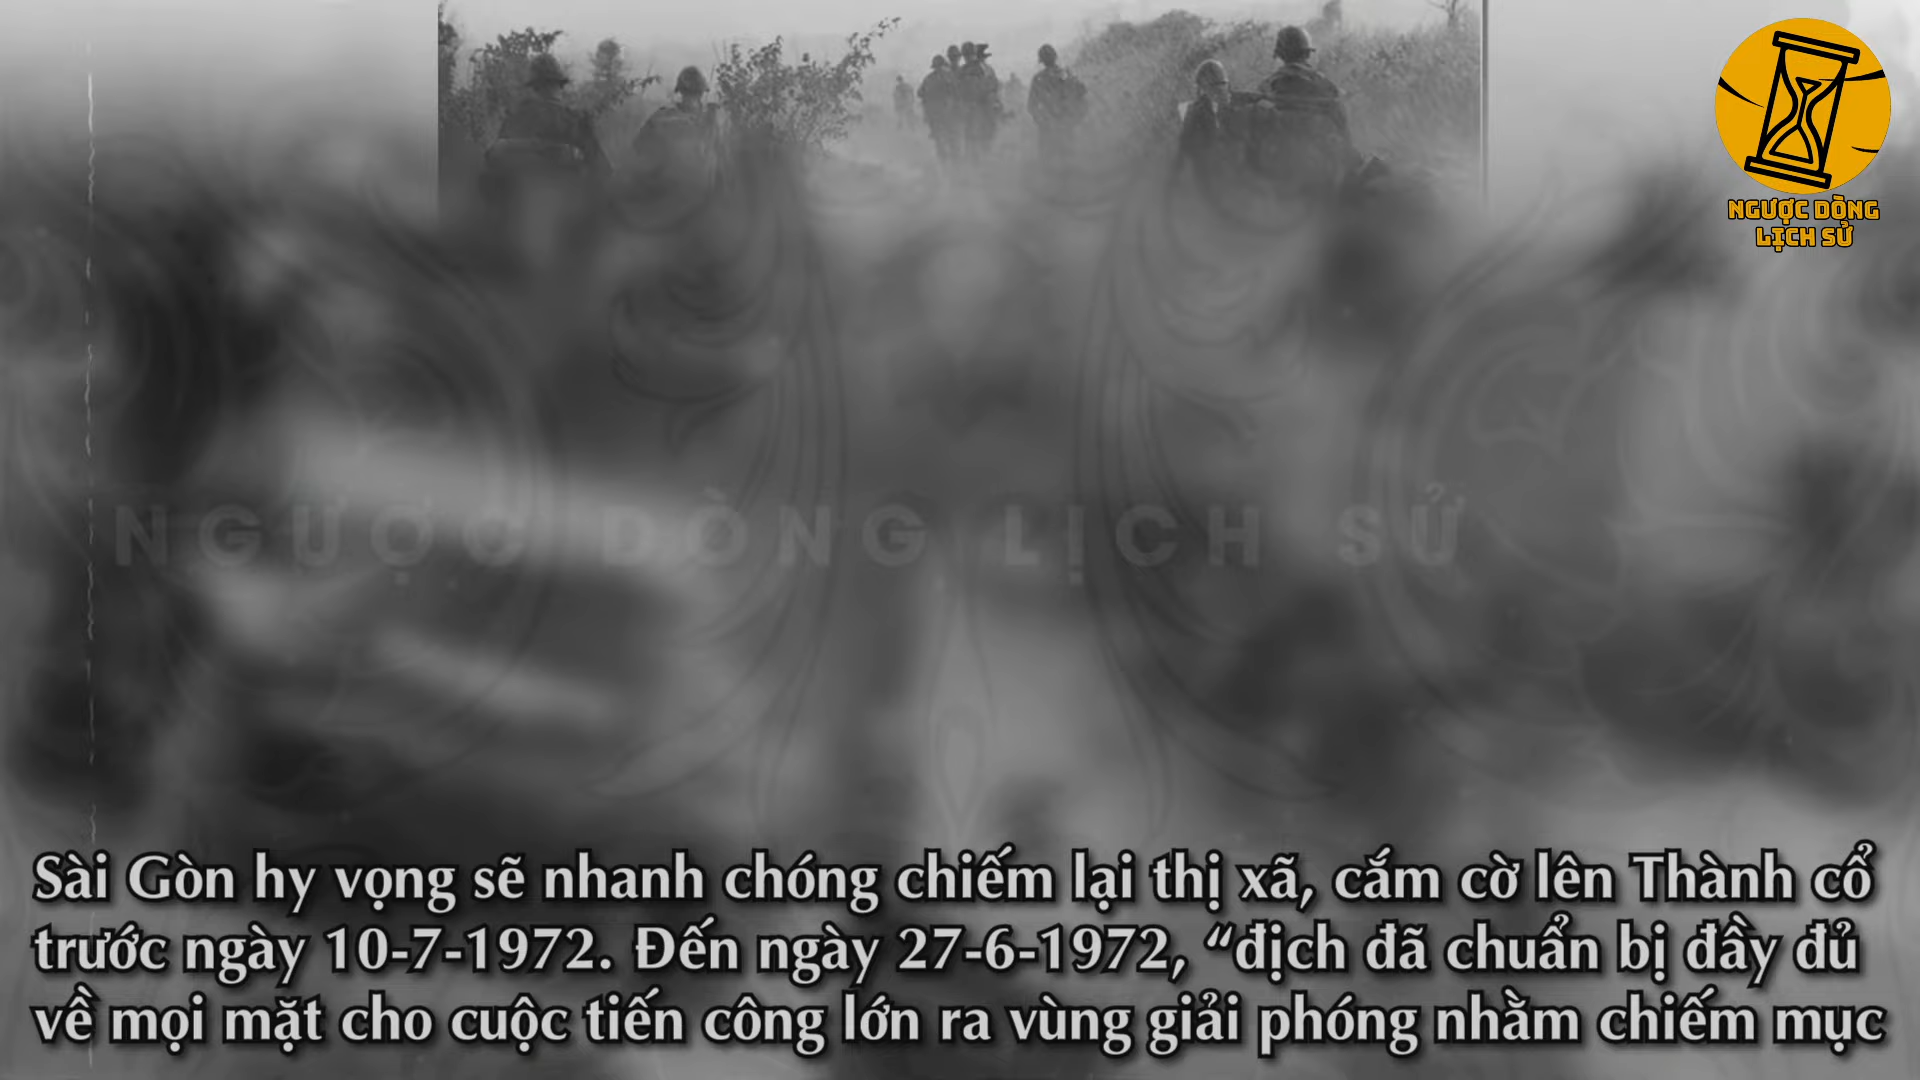 NGƯỢC DÒNG
LỊCH SỬ
NGƯỢC DÒNG LỊCH SỬ
Sài Gòn hy vọng sẽ nhanh chóng chiếm lại thị xã, cắm cờ lên Thành cổ
trước ngày 10-7-1972. Đến ngày 27-6-1972, “địch đã chuẩn bị đầy đủ
về mọi mặt cho cuộc tiến công lớn ra vùng giải phóng nhằm chiếm mục